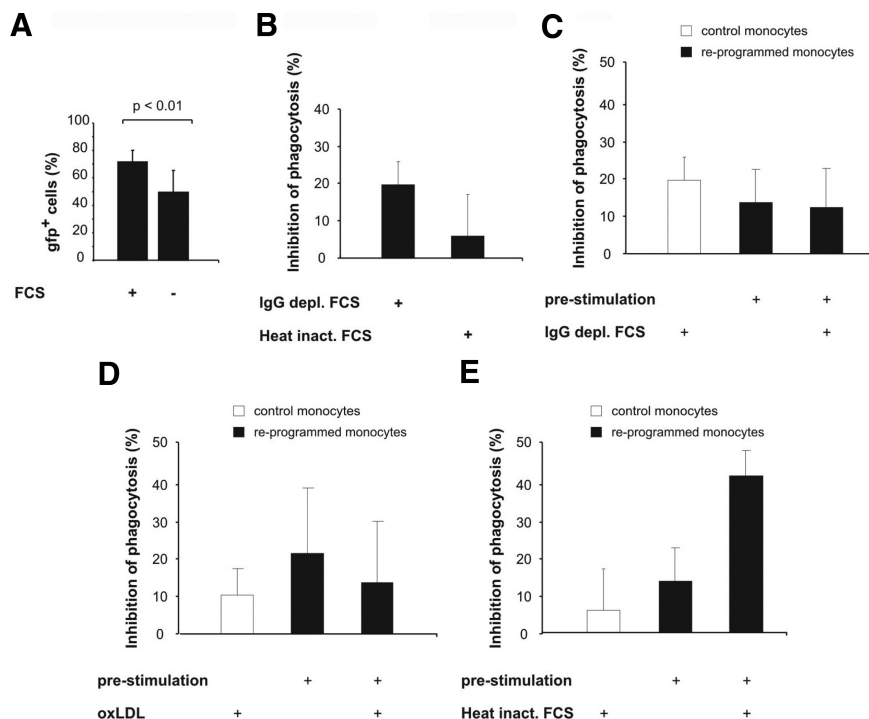 A
p < 0.01
gfp+ cells (%)
100
80
60
40
20
0
FCS + -
B
Inhibition of phagocytosis (%)
40
30
20
10
0
IgG depl. FCS +
Heat inact. FCS +
C
control monocytes
re-programmed monocytes
Inhibition of phagocytosis (%)
50
40
30
20
10
0
pre-stimulation + +
IgG depl. FCS + +
D
control monocytes
re-programmed monocytes
Inhibition of phagocytosis (%)
50
40
30
20
10
0
pre-stimulation + +
oxLDL + +
E
control monocytes
re-programmed monocytes
Inhibition of phagocytosis (%)
50
40
30
20
10
0
pre-stimulation + +
Heat inact. FCS + +